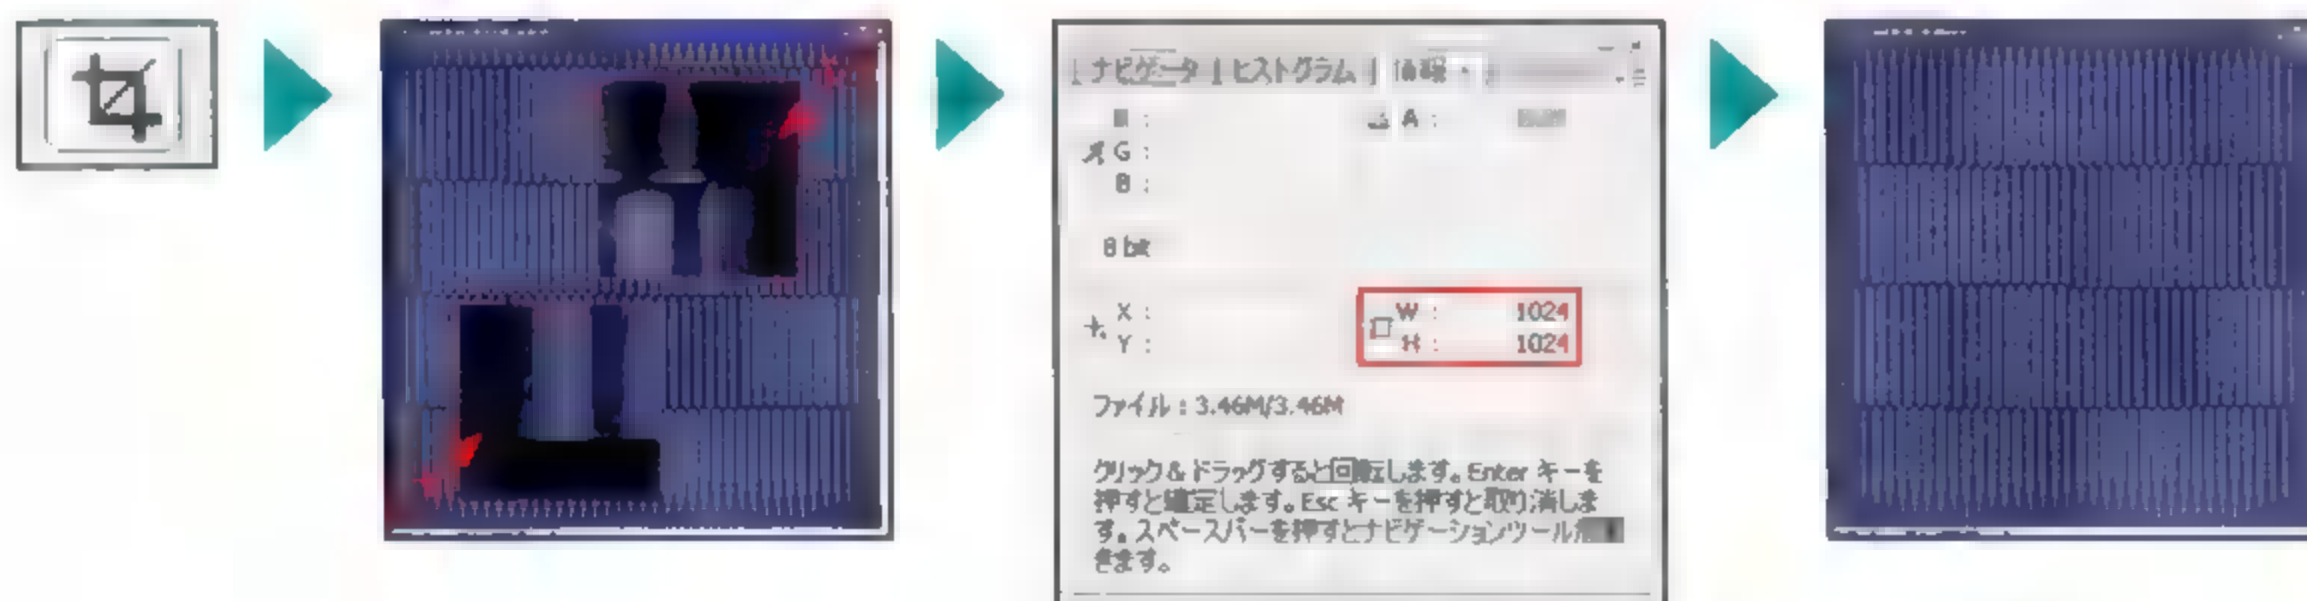 ナビゲータ ヒストグラム 情報
A :
G :
B :
8 bit
X :
Y :
W : 1024
H : 1024
ファイル : 3.46M/3.46M
クリック & ドラッグすると回転します。Enter キーを
押すと確定します。Esc キーを押すと取り消しま
す。スペースバーを押すとナビゲーションツール
きます。